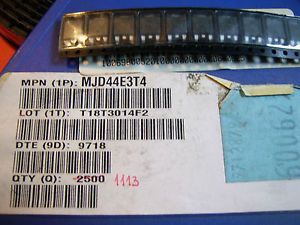 MPN (1P): MJD44E3T4
LOT (1T): T18T3014F2
DTE (9D): 9718
QTY (Q): 2500 1113